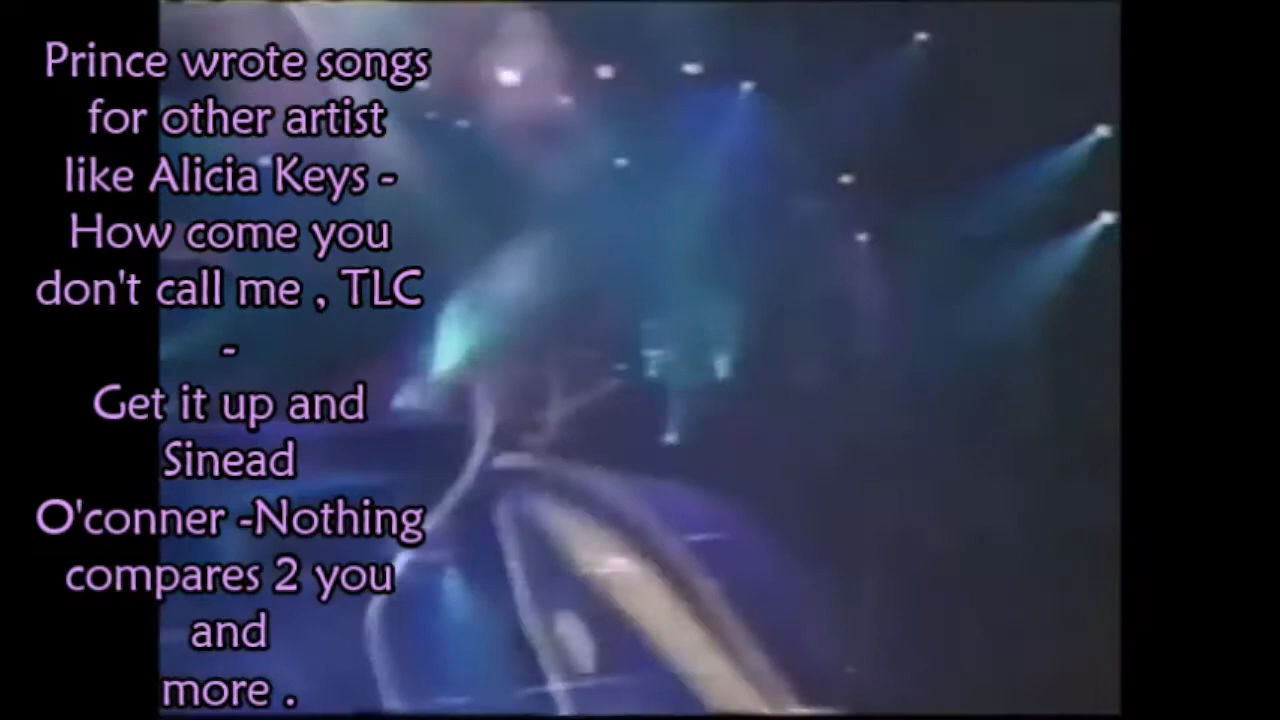 Prince wrote songs
for other artist
like Alicia Keys -
How come you
don't call me , TLC
-
Get it up and
Sinead
O'conner -Nothing
compares 2 you
and
more .